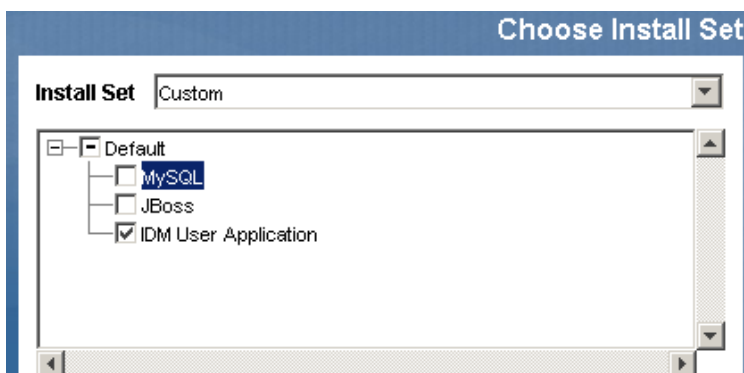 Choose Install Set
Install Set Custom
Default
MySQL
JBoss
IDM User Application